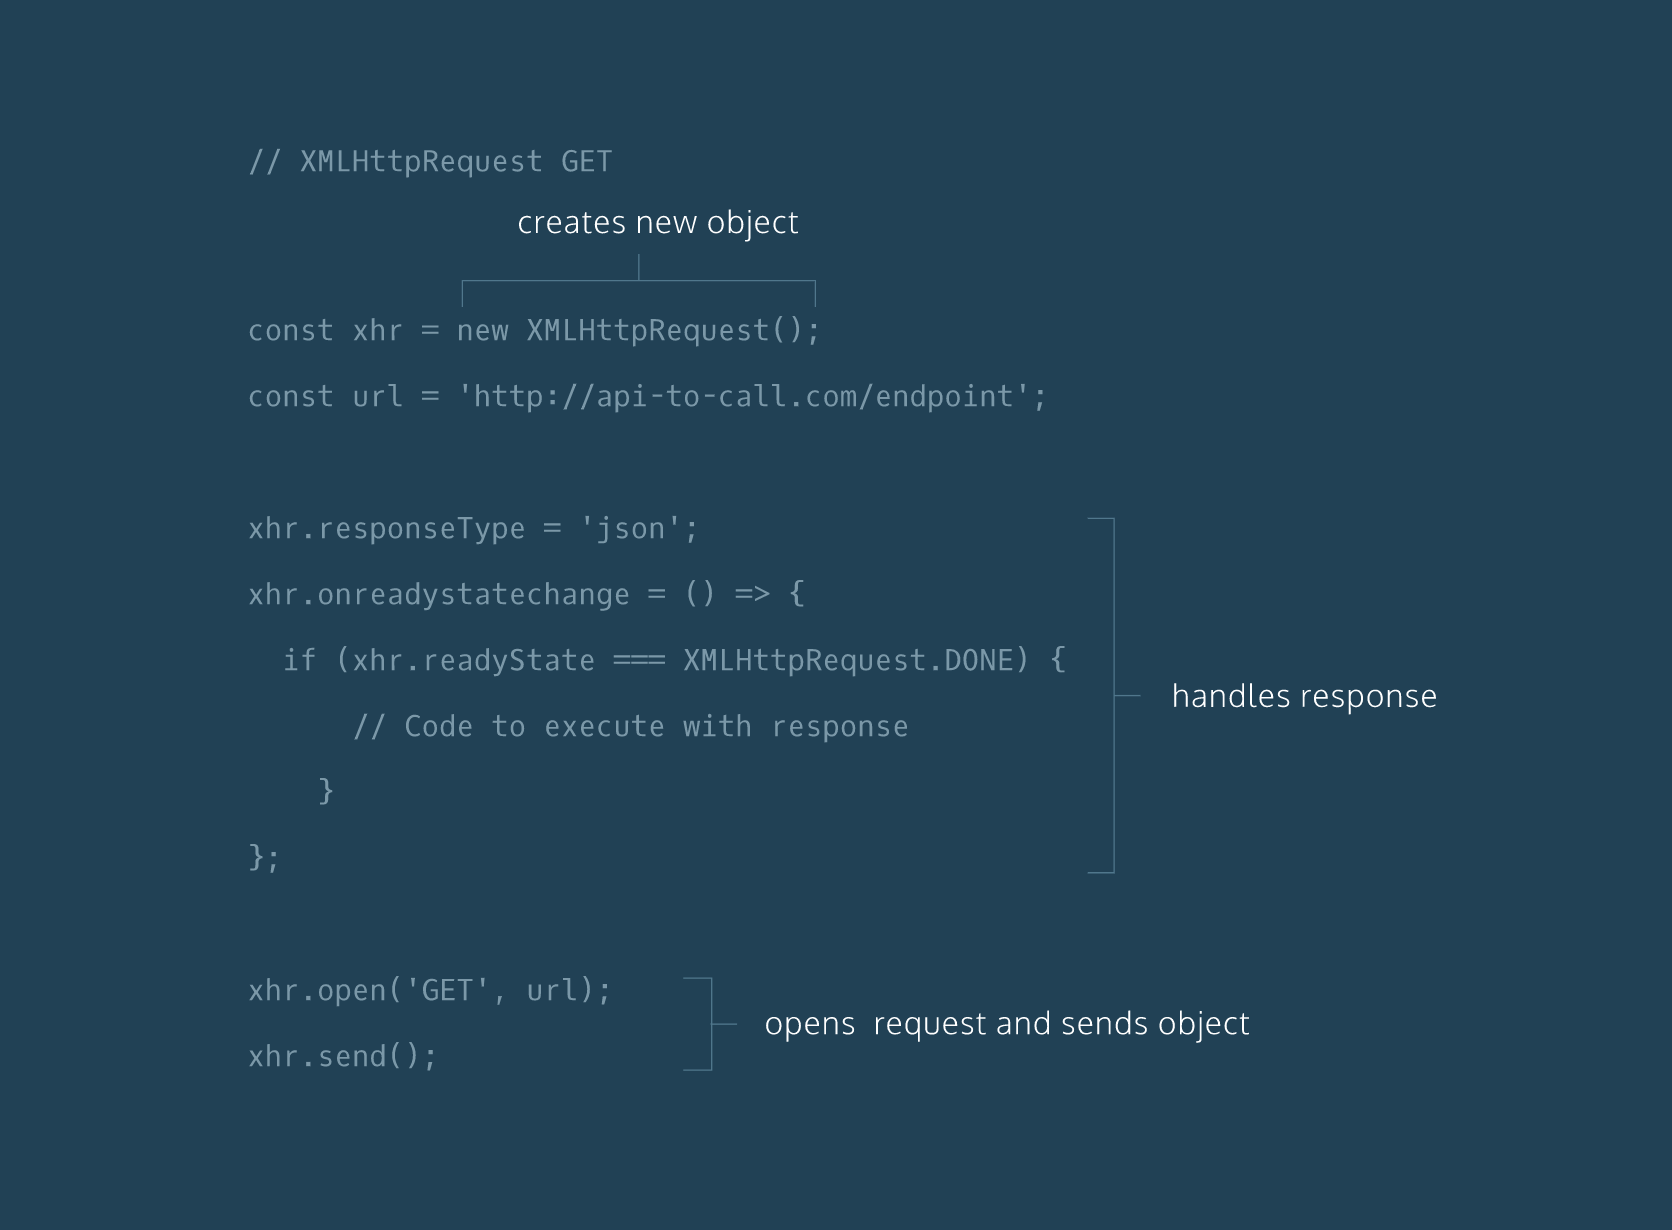 // XMLHttpRequest GET
creates new object
const xhr = new XMLHttpRequest();
const url = 'http://api-to-call.com/endpoint';
xhr.responseType = 'json';
xhr.onreadystatechange = () => {
if (xhr.readyState === XMLHttpRequest.DONE) {
handles response
// Code to execute with response
}
};
xhr.open('GET', url);
opens  request and sends object
xhr.send();